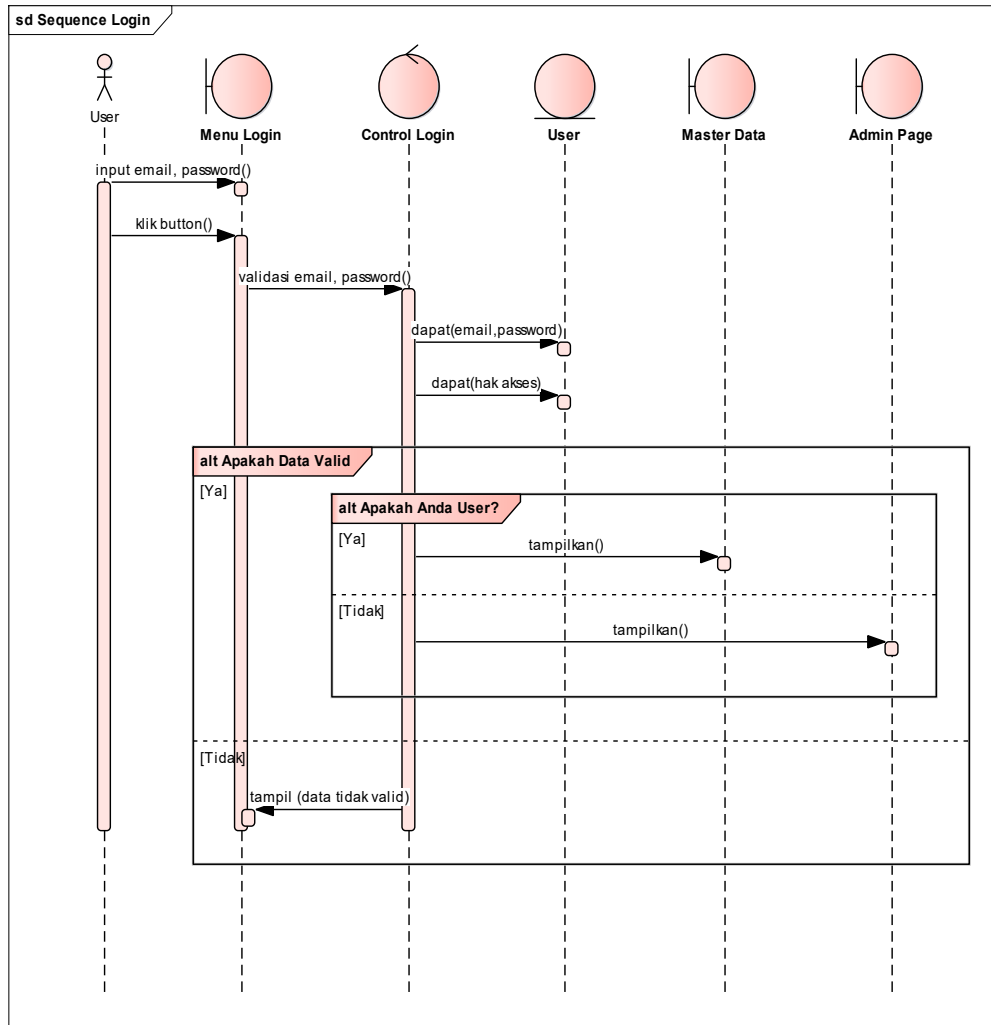 sd Sequence Login
User
Menu Login
Control Login
User
Master Data
Admin Page
input email, password()
klik button()
validasi email, password()
dapat(email,password)
dapat(hak akses)
alt Apakah Data Valid
[Ya]
alt Apakah Anda User?
[Ya]
tampilkan()
[Tidak]
tampilkan()
[Tidak]
tampil (data tidak valid)